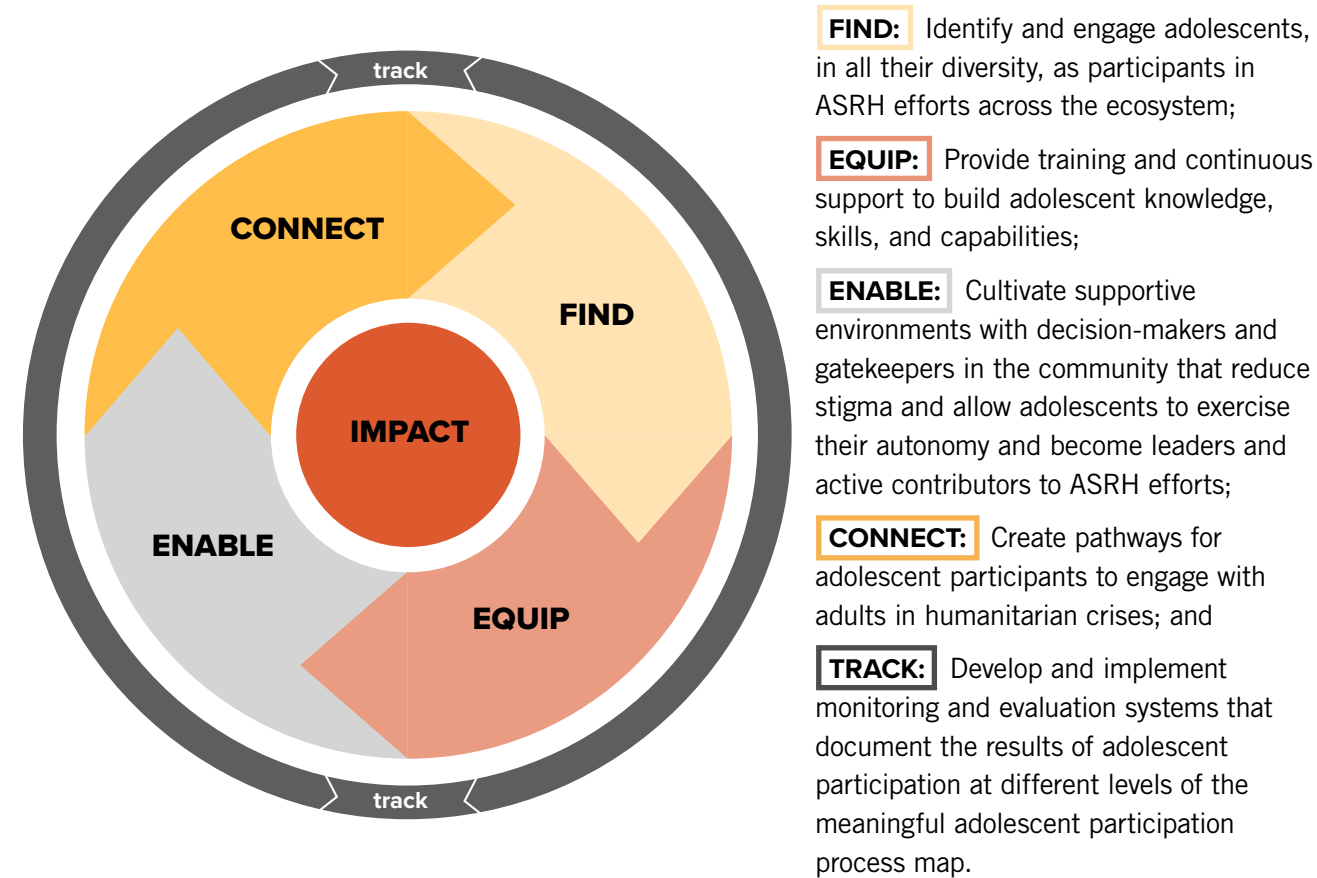 track
CONNECT
FIND
IMPACT
ENABLE
EQUIP
track
FIND: Identify and engage adolescents,
in all their diversity, as participants in
ASRH efforts across the ecosystem;
EQUIP: Provide training and continuous
support to build adolescent knowledge,
skills, and capabilities;
ENABLE: Cultivate supportive
environments with decision-makers and
gatekeepers in the community that reduce
stigma and allow adolescents to exercise
their autonomy and become leaders and
active contributors to ASRH efforts;
CONNECT: Create pathways for
adolescent participants to engage with
adults in humanitarian crises; and
TRACK: Develop and implement
monitoring and evaluation systems that
document the results of adolescent
participation at different levels of the
meaningful adolescent participation
process map.